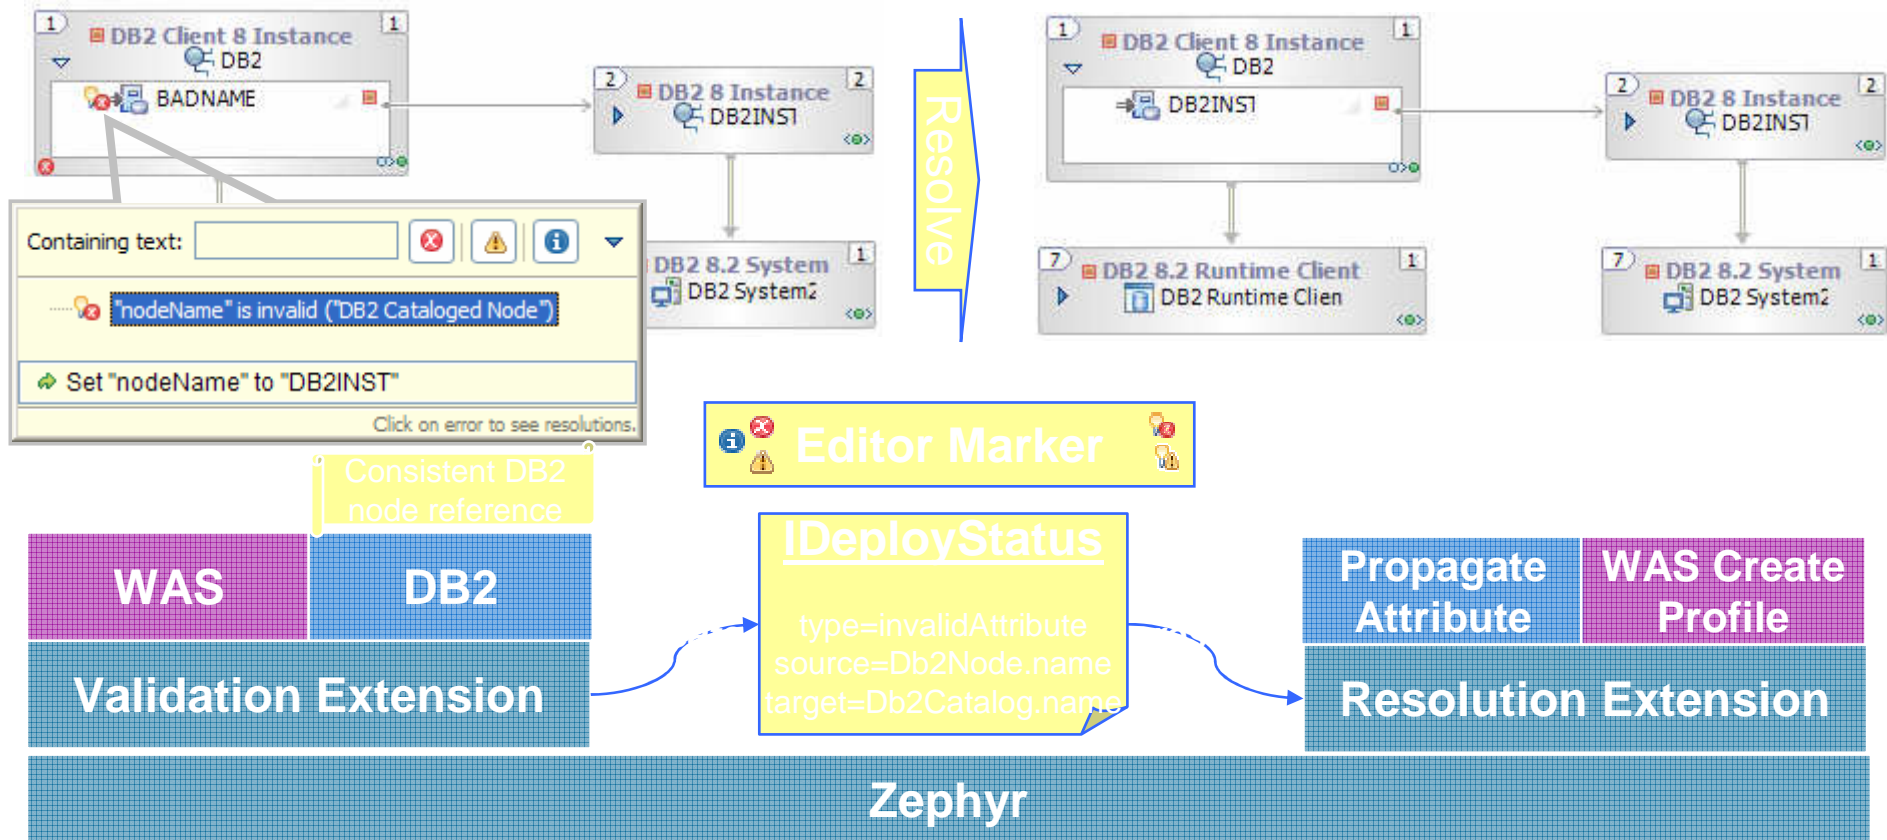 1
1
DB2 Client 8 Instance
DB2
BADNAME
2
2
DB2 8 Instance
DB2INST
Containing text:
"nodeName" is invalid ("DB2 Cataloged Node")
Set "nodeName" to "DB2INST"
Click on error to see resolutions.
1
DB2 8.2 System
DB2 System2
Resolve
1
1
DB2 Client 8 Instance
DB2
DB2INST
2
2
DB2 8 Instance
DB2INST
7
1
DB2 8.2 Runtime Client
DB2 Runtime Clien
7
1
DB2 8.2 System
DB2 System2
Editor Marker
Consistent DB2
node reference
WAS
DB2
Validation Extension
IDeployStatus
type=invalidAttribute
source=Db2Node.name
target=Db2Catalog.name
Propagate
Attribute
WAS Create
Profile
Resolution Extension
Zephyr